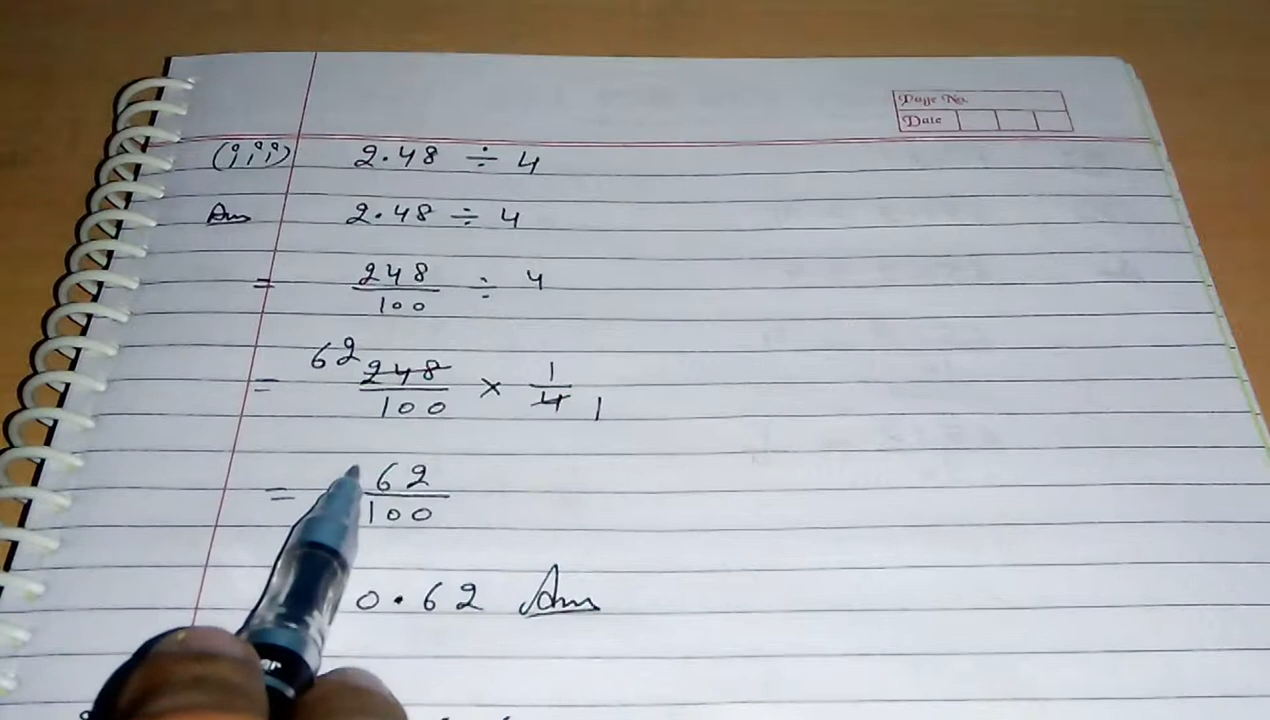 Page No.
Date
(iii) 2.48 ÷ 4
Ans 2.48 ÷ 4
= 248/100 ÷ 4
= 62 248/100 × 1/4 1
= 62/100
0.62 Ans